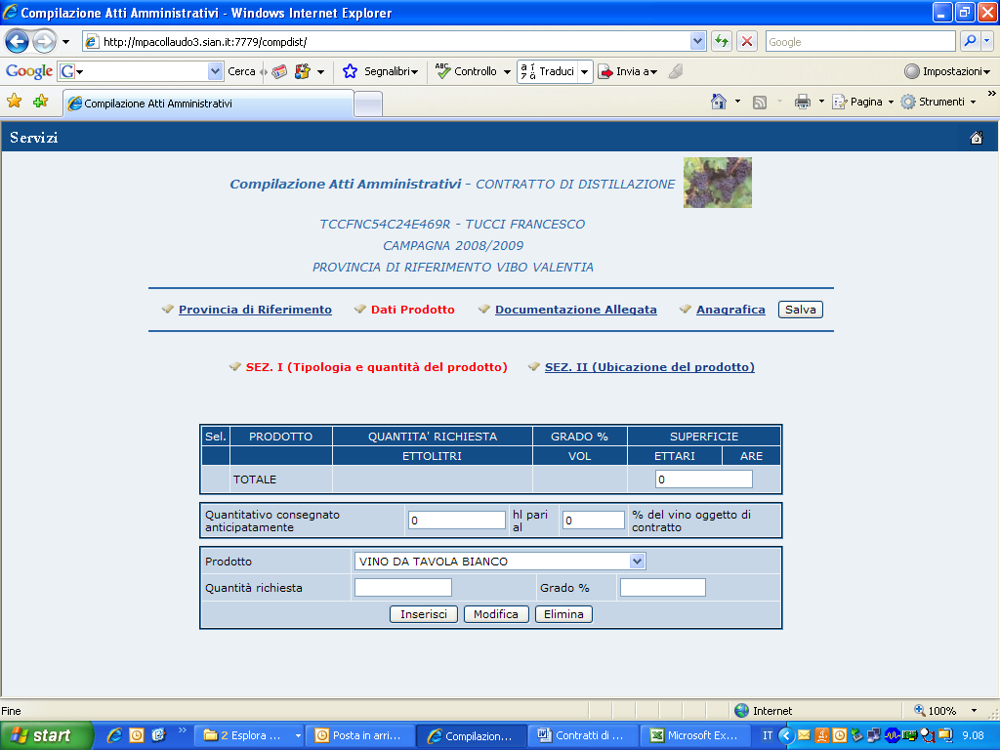 Compilazione Atti Amministrativi - Windows Internet Explorer
http://mpacollaudo3.sian.it:7779/compdist/
Google
Google G Cerca Segnalibri ABC Controllo Traduci Invia a Impostazioni
Compilazione Atti Amministrativi Pagina Strumenti »
Servizi
Compilazione Atti Amministrativi - CONTRATTO DI DISTILLAZIONE
TCCFNC54C24E469R - TUCCI FRANCESCO
CAMPAGNA 2008/2009
PROVINCIA DI RIFERIMENTO VIBO VALENTIA
Provincia di Riferimento Dati Prodotto Documentazione Allegata Anagrafica Salva
SEZ. I (Tipologia e quantità del prodotto) SEZ. II (Ubicazione del prodotto)
Sel. PRODOTTO QUANTITA' RICHIESTA GRADO % SUPERFICIE
ETTOLITRI VOL ETTARI ARE
TOTALE 0
Quantitativo consegnato anticipatamente 0 hl pari al 0 % del vino oggetto di contratto
Prodotto VINO DA TAVOLA BIANCO
Quantità richiesta Grado %
Inserisci Modifica Elimina
Fine Internet 100%
start » 2 Esplora ... Posta in arri... Compilazion... Contratti di ... Microsoft Ex... IT 9.08